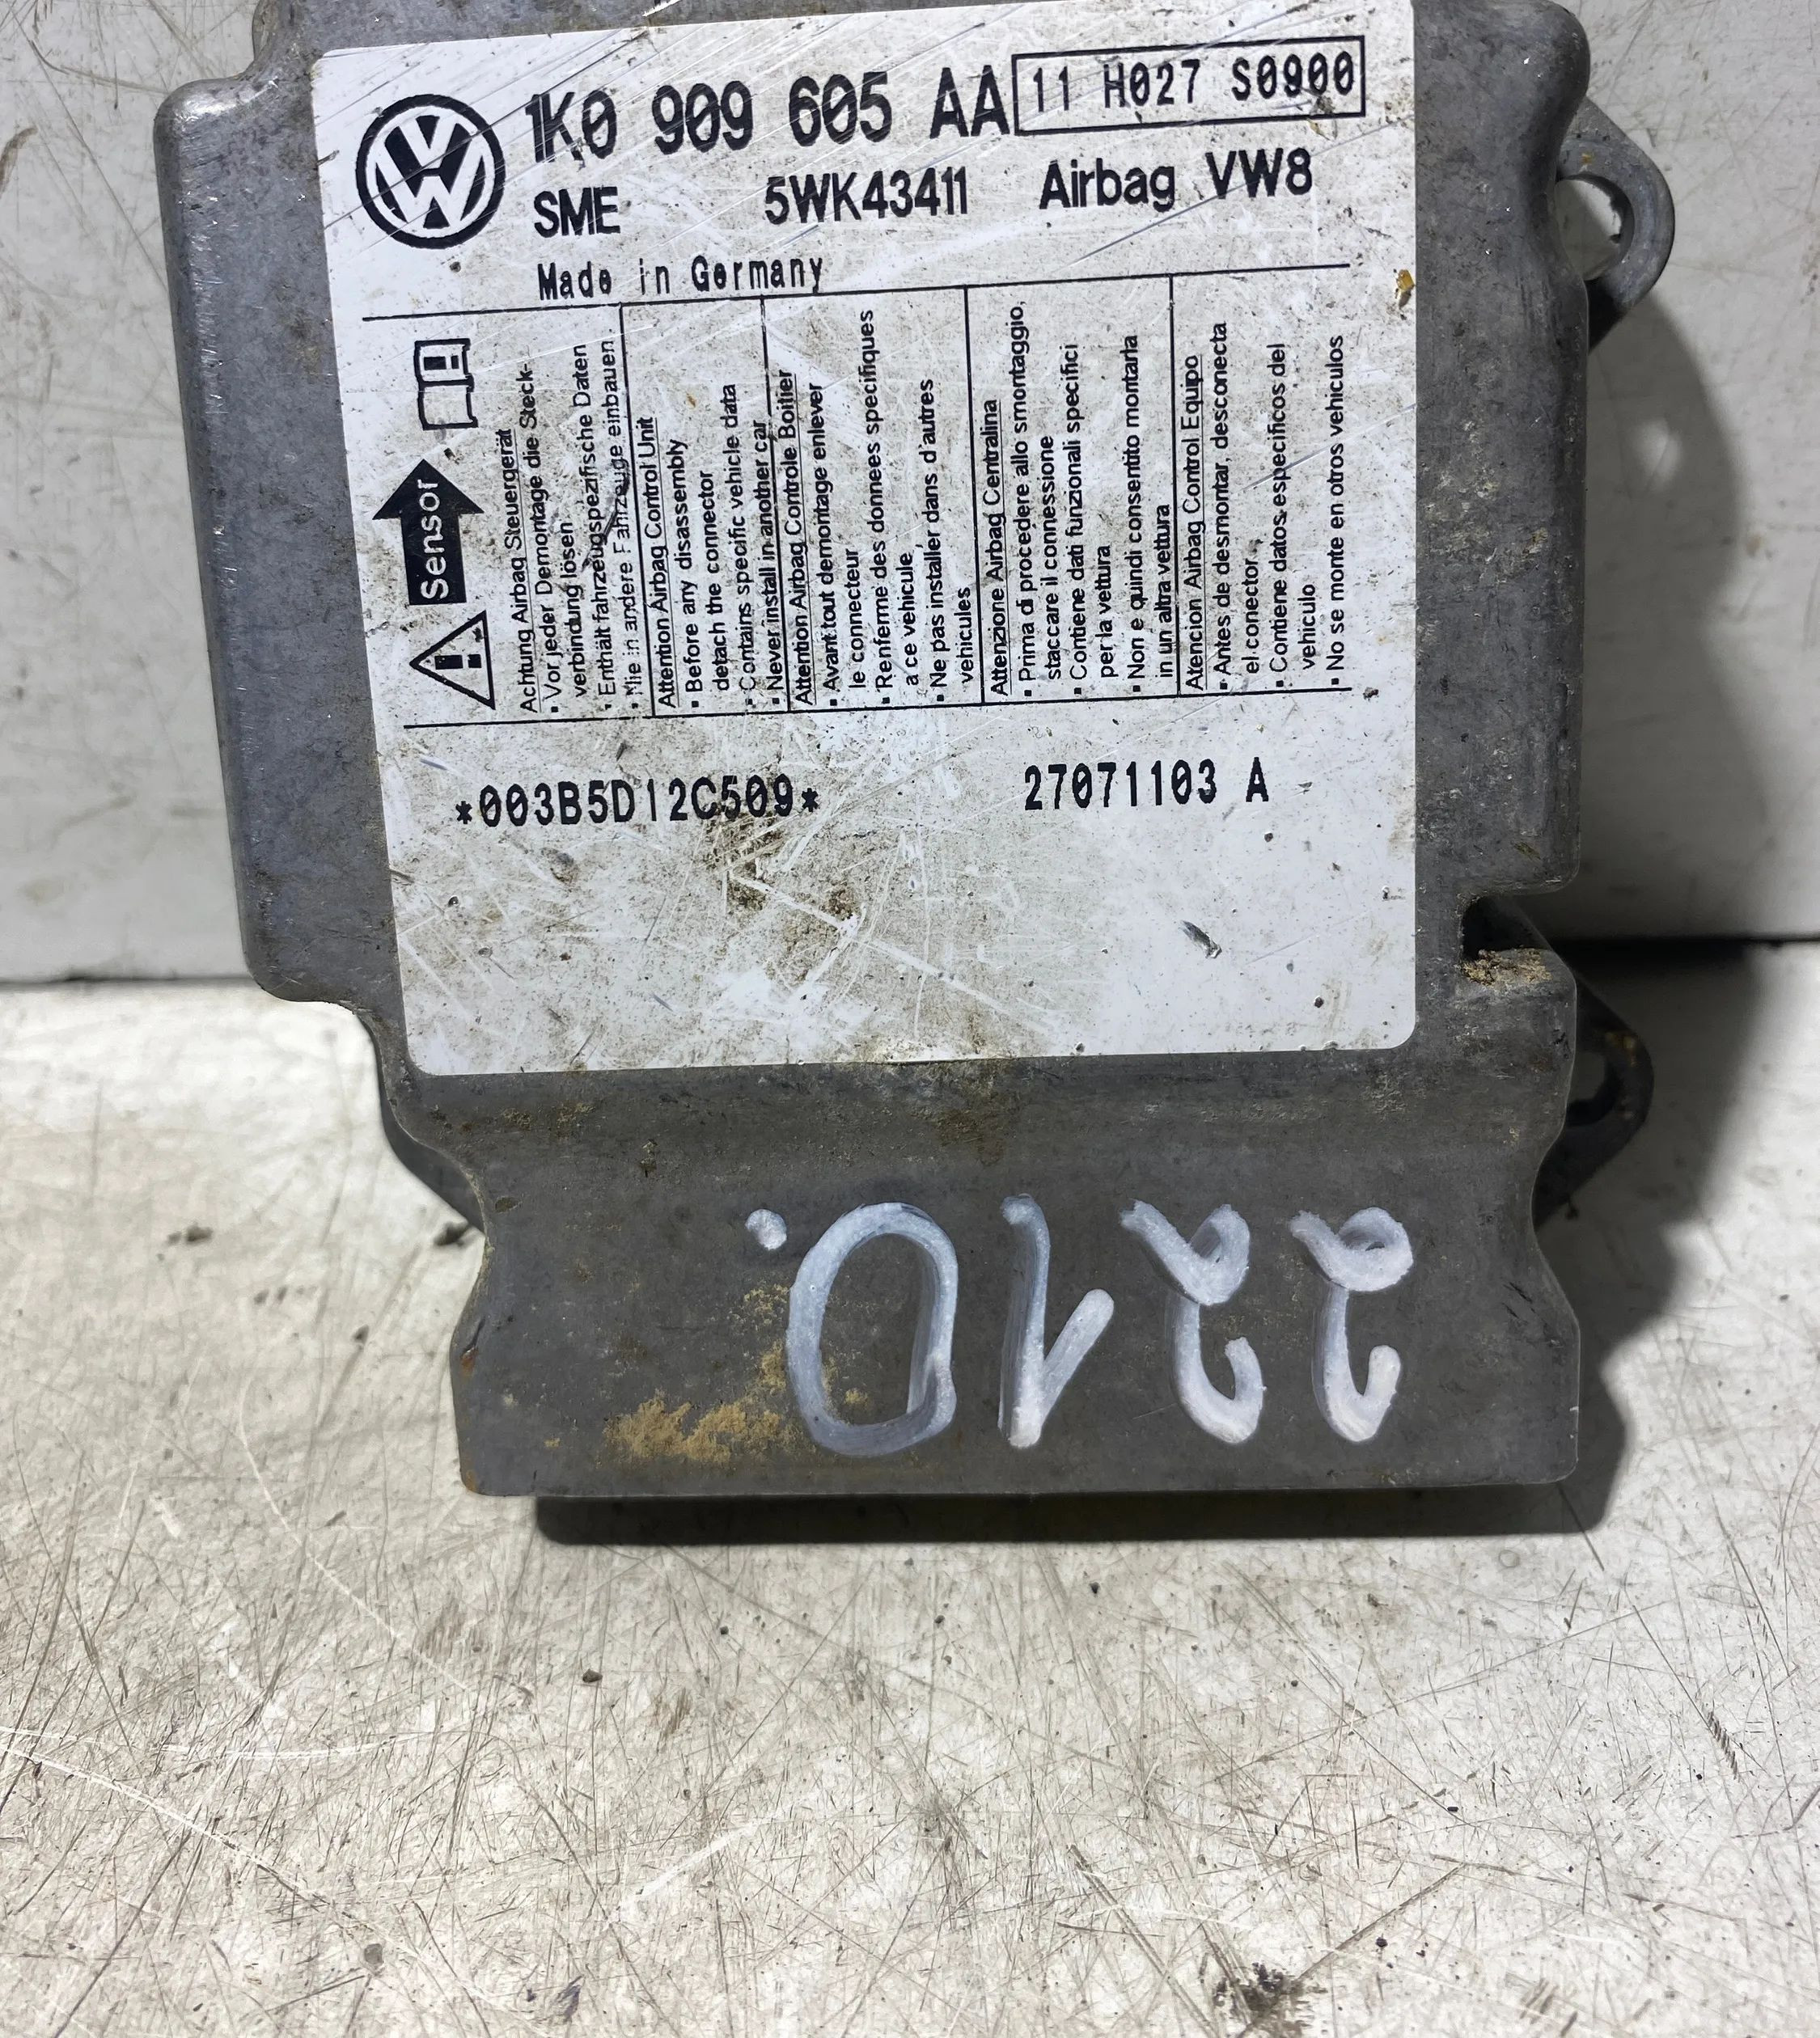 1K0 909 605 AA 11 H027 S0900
SME 5WK43411 Airbag VW8
Made in Germany
Sensor
Achtung Airbag Steuergerät
• Vor jeder Demontage die Steck-
verbindung lösen
• Enthält fahrzeugspezifische Daten
• Nie in andere Fahrzeuge einbauen.
Attention Airbag Control Unit
• Before any disassembly
detach the connector
• Contains specific vehicle data
• Never install in another car
Attention Airbag Controle Boitier
• Avant tout demontage enlever
le connecteur
• Renferme des donnees specifiques
a ce vehicule
• Ne pas installer dans d'autres
vehicules
Attenzione Airbag Centralina
• Prima di procedere allo smontaggio,
staccare il connessione
• Contiene dati funzionali specifici
per la vettura
• Non e quindi consentito montarla
in un altra vettura
Atencion Airbag Control Equipo
• Antes de desmontar, desconecta
el conector
• Contiene datos especificos del
vehiculo
• No se monte en otros vehiculos
*003B5D12C509* 27071103 A
2210.